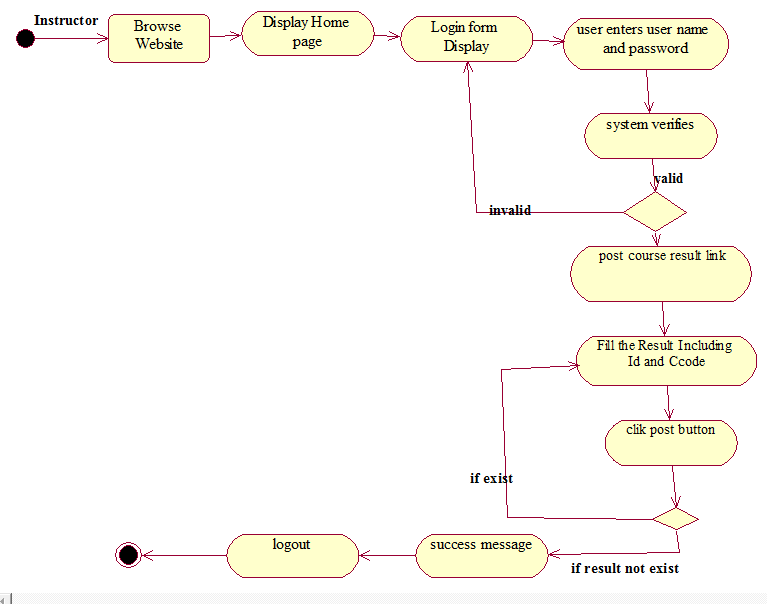 Instructor
Browse
Website
Display Home
page
Login form
Display
user enters user name
and password
system verifies
valid
invalid
post course result link
Fill the Result Including
Id and Ccode
clik post button
if exist
if result not exist
success message
logout